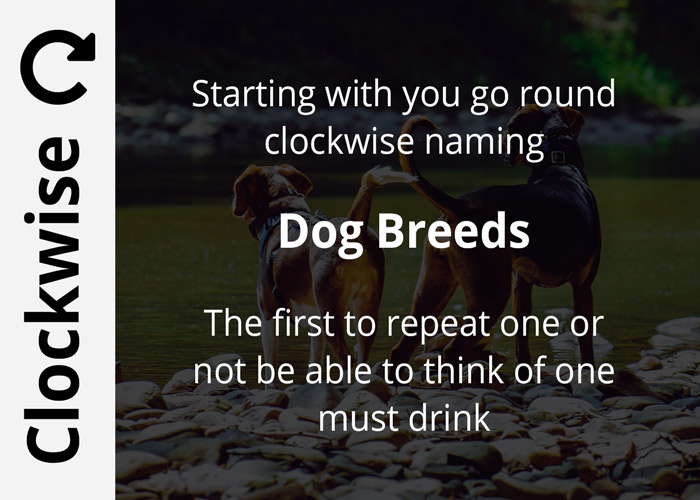 Clockwise
Starting with you go round
clockwise naming
Dog Breeds
The first to repeat one or
not be able to think of one
must drink